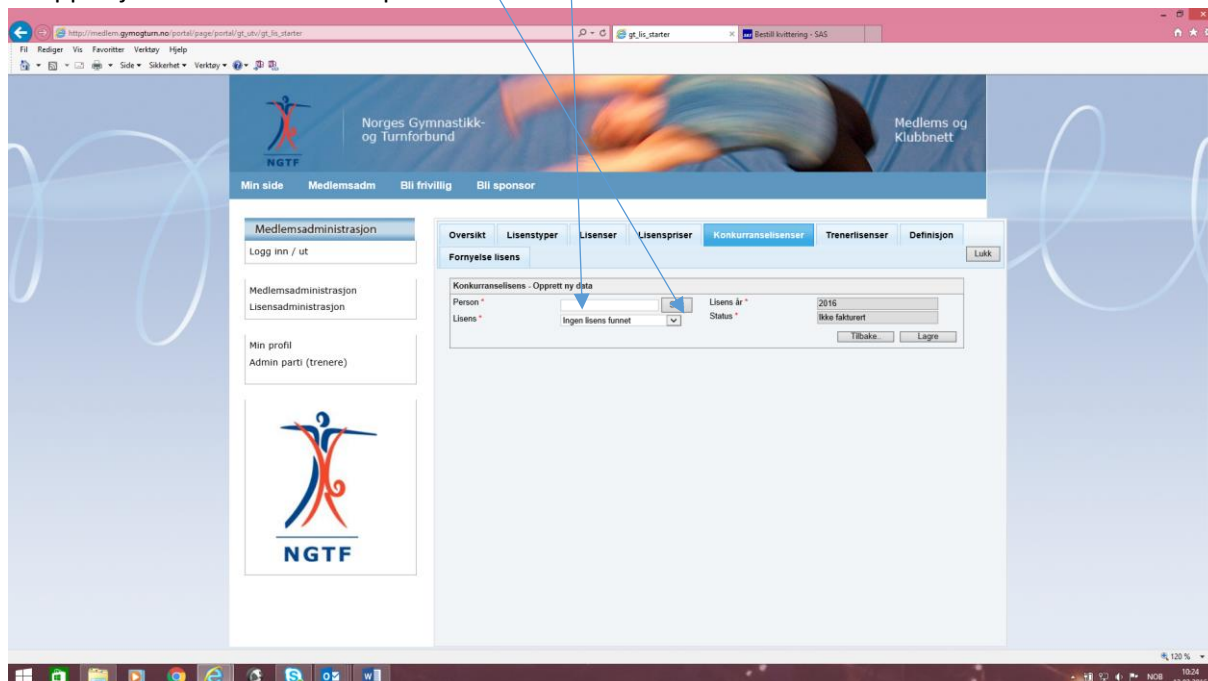 http://medlem.gymogturn.no/portal/page/portal/gt_utv/gt_lis_starter
gt_lis_starter
Bestill kvittering - SAS
Fil Rediger Vis Favoritter Verktøy Hjelp
Side Sikkerhet Verktøy
Norges Gymnastikk-
og Turnforbund
Medlems og
Klubbnett
NGTF
Min side Medlemsadm Bli frivillig Bli sponsor
Medlemsadministrasjon
Logg inn / ut
Medlemsadministrasjon
Lisensadministrasjon
Min profil
Admin parti (trenere)
NGTF
Oversikt Lisenstyper Lisenser Lisenspriser Konkurranselisenser Trenerlisenser Definisjon
Fornyelse lisens
Lukk
Konkurranselisens - Opprett ny data
Person *
Lisens år * 2016
Lisens * Ingen lisens funnet
Status * Ikke fakturert
Tilbake.. Lagre
120 %
NOB 10:24